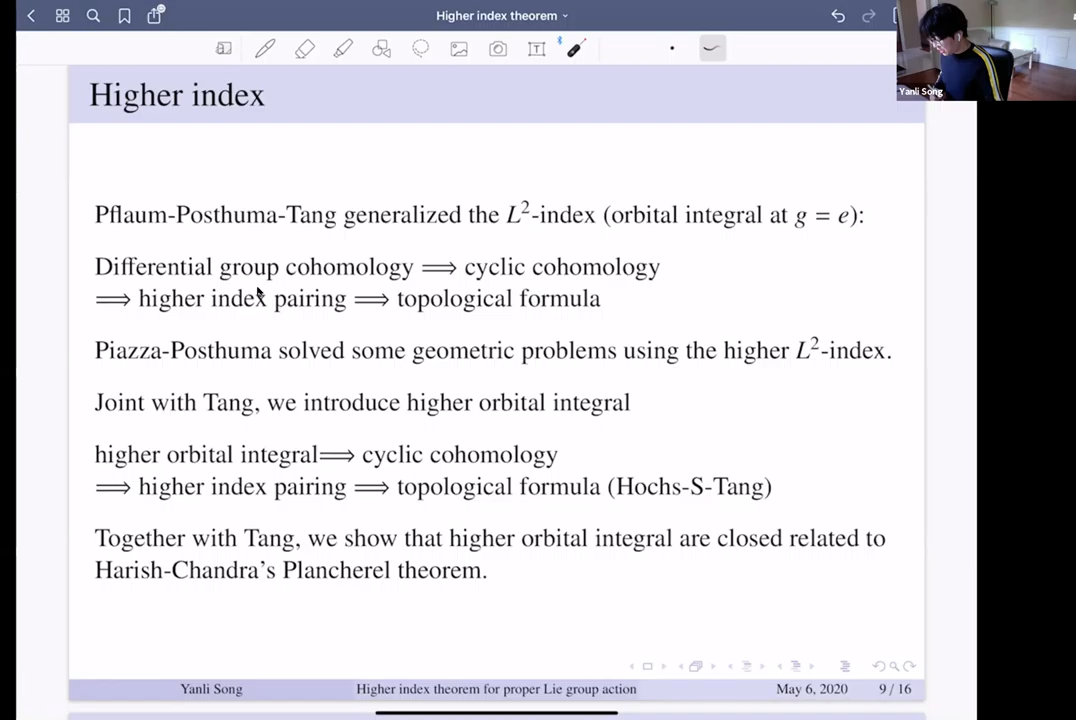 Higher index theorem
Yanli Song
Higher index
Pflaum-Posthuma-Tang generalized the L²-index (orbital integral at g = e):
Differential group cohomology ⟹ cyclic cohomology
⟹ higher index pairing ⟹ topological formula
Piazza-Posthuma solved some geometric problems using the higher L²-index.
Joint with Tang, we introduce higher orbital integral
higher orbital integral⟹ cyclic cohomology
⟹ higher index pairing ⟹ topological formula (Hochs-S-Tang)
Together with Tang, we show that higher orbital integral are closed related to
Harish-Chandra's Plancherel theorem.
Yanli Song Higher index theorem for proper Lie group action May 6, 2020 9 / 16